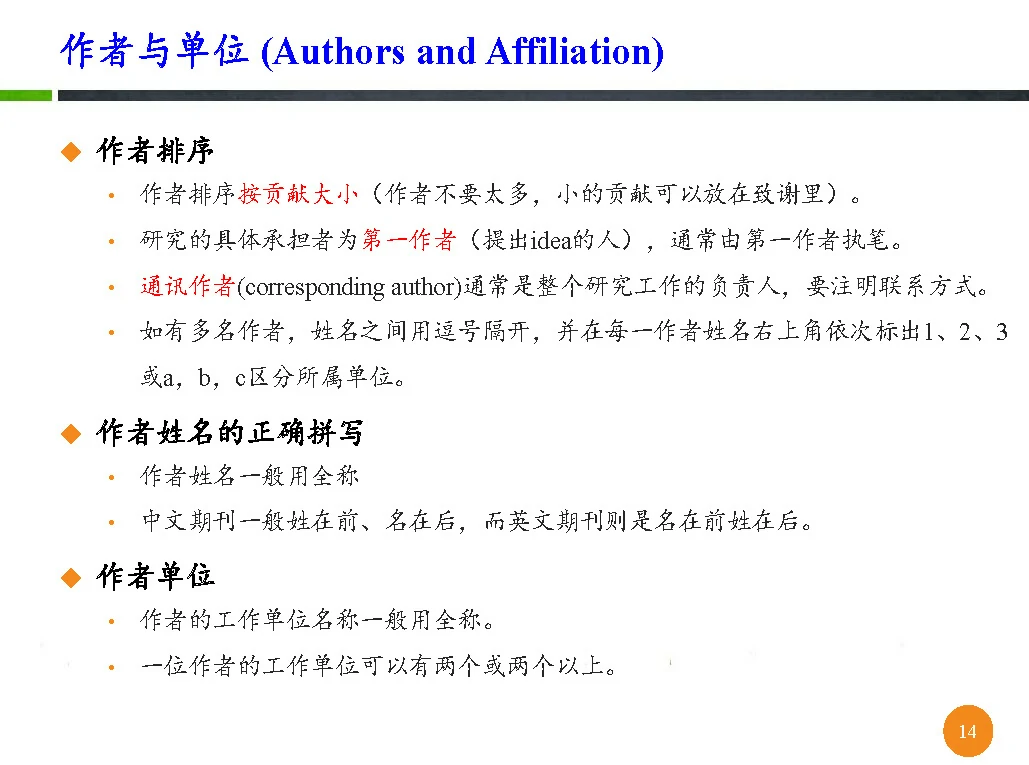 作者与单位 (Authors and Affiliation)
作者排序
作者排序按贡献大小（作者不要太多，小的贡献可以放在致谢里）。
研究的具体承担者为第一作者（提出idea的人），通常由第一作者执笔。
通讯作者(corresponding author)通常是整个研究工作的负责人，要注明联系方式。
如有多名作者，姓名之间用逗号隔开，并在每一作者姓名右上角依次标出1、2、3
或a，b，c区分所属单位。
作者姓名的正确拼写
作者姓名一般用全称
中文期刊一般姓在前、名在后，而英文期刊则是名在前姓在后。
作者单位
作者的工作单位名称一般用全称。
一位作者的工作单位可以有两个或两个以上。
14